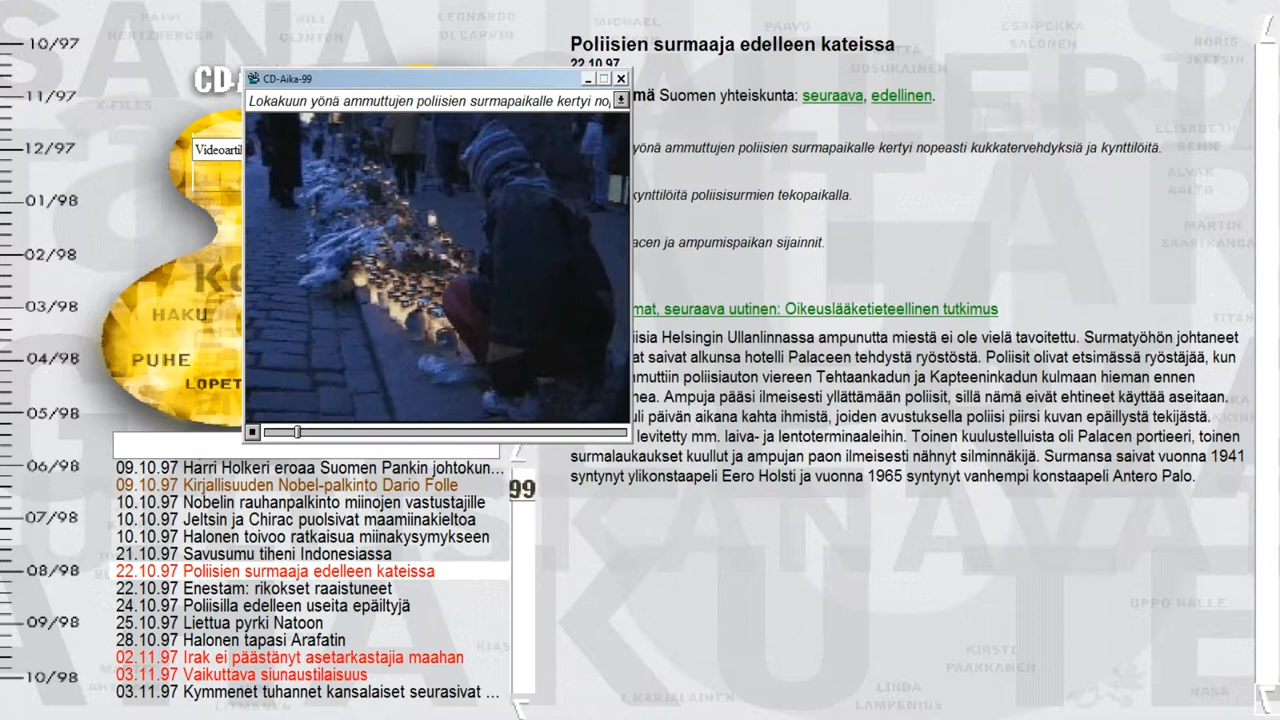 10/97
11/97
12/97
01/98
02/98
03/98
04/98
05/98
06/98
07/98
08/98
09/98
10/98
CD-
CD-Aika-99
Lokakuun yönä ammuttujen poliisien surmapaikalle kertyi no
Videoarti
HAKU
PUHE
LOPET
99
09.10.97 Harri Holkeri eroaa Suomen Pankin johtokun...
09.10.97 Kirjallisuuden Nobel-palkinto Dario Folle
10.10.97 Nobelin rauhanpalkinto miinojen vastustajille
10.10.97 Jeltsin ja Chirac puolsivat maamiinakieltoa
10.10.97 Halonen toivoo ratkaisua miinakysymykseen
21.10.97 Savusumu tiheni Indonesiassa
22.10.97 Poliisien surmaaja edelleen kateissa
22.10.97 Enestam: rikokset raaistuneet
24.10.97 Poliisilla edelleen useita epäiltyjä
25.10.97 Liettua pyrki Natoon
28.10.97 Halonen tapasi Arafatin
02.11.97 Irak ei päästänyt asetarkastajia maahan
03.11.97 Vaikuttava siunaustilaisuus
03.11.97 Kymmenet tuhannet kansalaiset seurasivat ...
Poliisien surmaaja edelleen kateissa
22.10.97
mä Suomen yhteiskunta: seuraava, edellinen.
yönä ammuttujen poliisien surmapaikalle kertyi nopeasti kukkatervehdyksiä ja kynttilöitä.
kynttilöitä poliisisurmien tekopaikalla.
acen ja ampumispaikan sijainnit.
mat, seuraava uutinen: Oikeuslääketieteellinen tutkimus
iisia Helsingin Ullanlinnassa ampunutta miestä ei ole vielä tavoitettu. Surmatyöhön johtaneet
at saivat alkunsa hotelli Palaceen tehdystä ryöstöstä. Poliisit olivat etsimässä ryöstäjää, kun
mmuttiin poliisiauton viereen Tehtaankadun ja Kapteeninkadun kulmaan hieman ennen
nea. Ampuja pääsi ilmeisesti yllättämään poliisit, sillä nämä eivät ehtineet käyttää aseitaan.
uli päivän aikana kahta ihmistä, joiden avustuksella poliisi piirsi kuvan epäillystä tekijästä.
levitetty mm. laiva- ja lentoterminaaleihin. Toinen kuulustelluista oli Palacen portieeri, toinen
surmalaukaukset kuullut ja ampujan paon ilmeisesti nähnyt silminnäkijä. Surmansa saivat vuonna 1941
syntynyt ylikonstaapeli Eero Holsti ja vuonna 1965 syntynyt vanhempi konstaapeli Antero Palo.